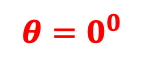 θ = 0⁰